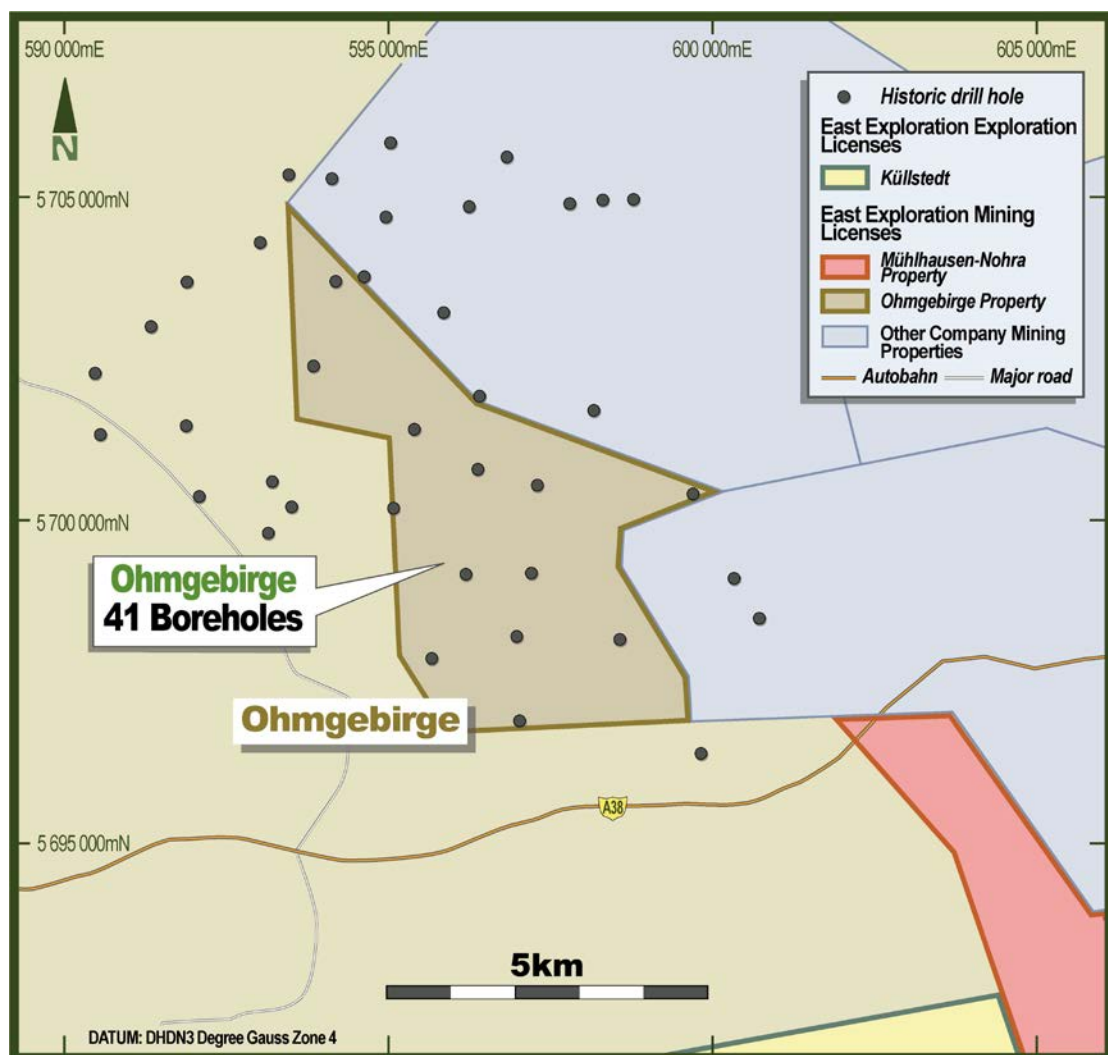 590 000mE
595 000mE
600 000mE
605 000mE
N
5 705 000mN
5 700 000mN
5 695 000mN
Historic drill hole
East Exploration Exploration
Licenses
Küllstedt
East Exploration Mining
Licenses
Mühlhausen-Nohra
Property
Ohmgebirge Property
Other Company Mining
Properties
Autobahn
Major road
Ohmgebirge
41 Boreholes
Ohmgebirge
A38
5km
DATUM: DHDN3 Degree Gauss Zone 4